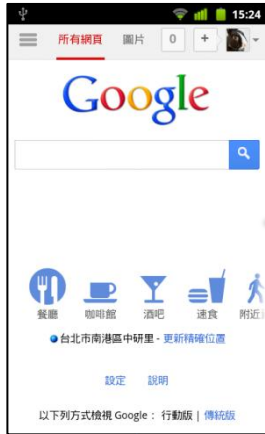 15:24
所有網頁 圖片 0 +
Google
餐廳 咖啡館 酒吧 速食 附近
台北市南港區中研里 - 更新精確位置
設定 說明
以下列方式檢視 Google： 行動版 | 傳統版